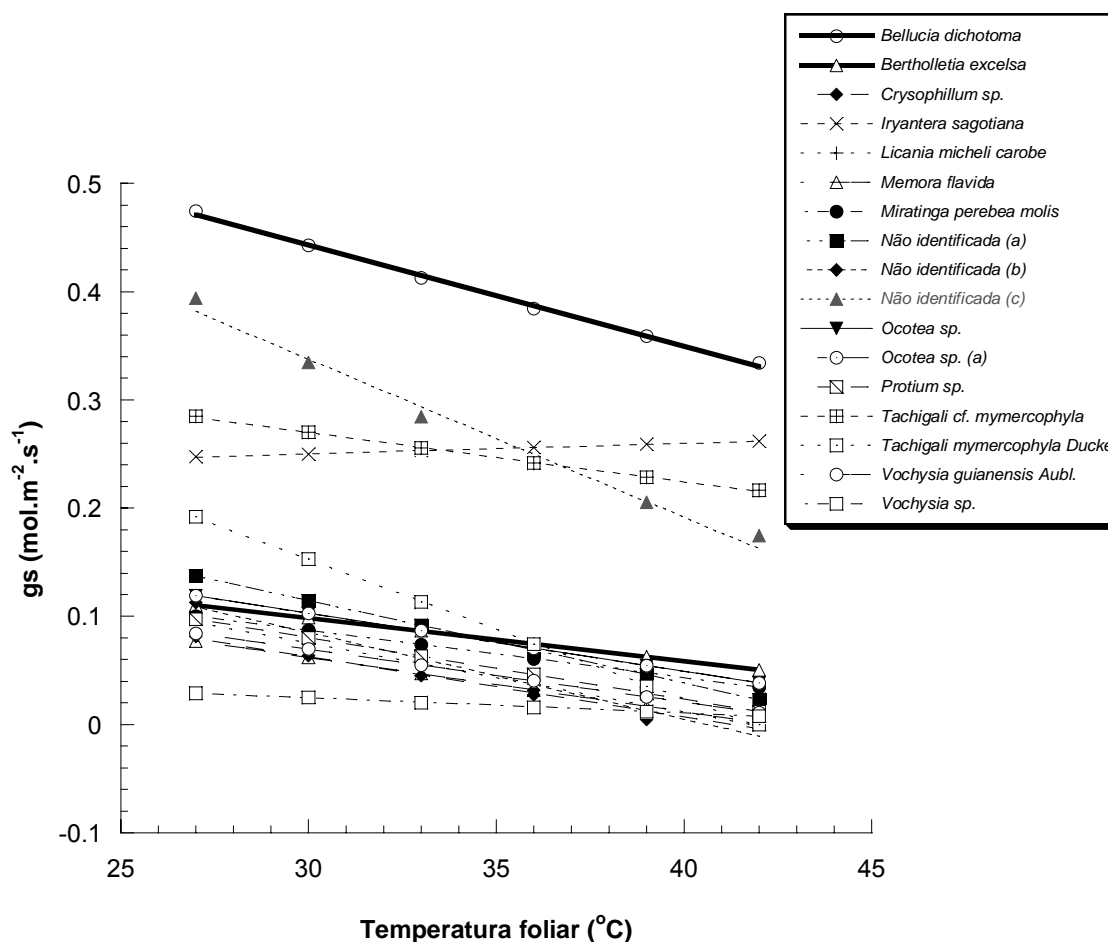 Bellucia dichotoma
Bertholletia excelsa
Crysophillum sp.
Iryantera sagotiana
Licania micheli carobe
Memora flavida
Miratinga perebea molis
Não identificada (a)
Não identificada (b)
Não identificada (c)
Ocotea sp.
Ocotea sp. (a)
Protium sp.
Tachigali cf. mymercophyla
Tachigali mymercophyla Ducke
Vochysia guianensis Aubl.
Vochysia sp.
0.5
0.4
0.3
0.2
0.1
0
-0.1
gs (mol.m⁻².s⁻¹)
25 30 35 40 45
Temperatura foliar (°C)